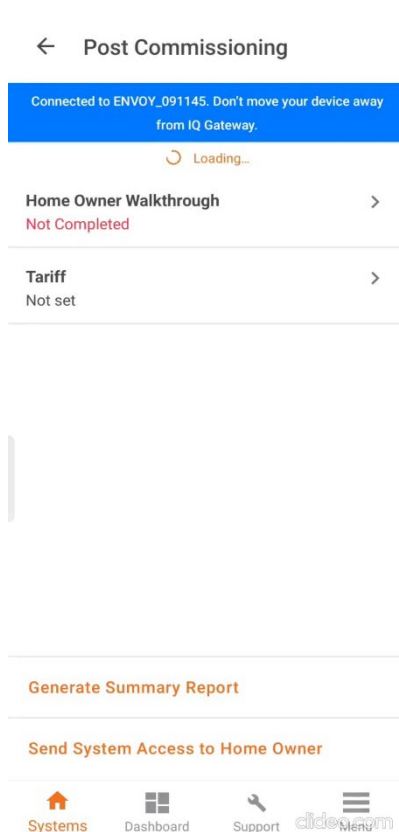 Post Commissioning
Connected to ENVOY_091145. Don't move your device away
from IQ Gateway.
Loading...
Home Owner Walkthrough
Not Completed
Tariff
Not set
Generate Summary Report
Send System Access to Home Owner
Systems
Dashboard
Support
Menu
clideo.com